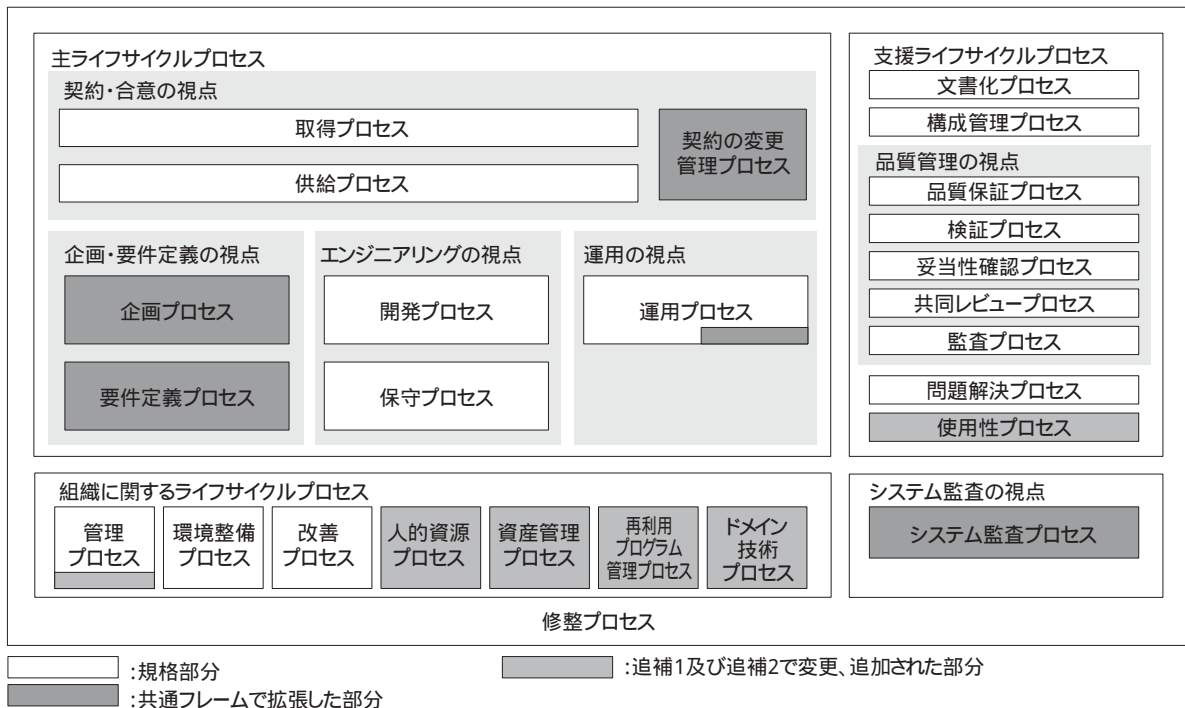 主ライフサイクルプロセス
契約・合意の視点
取得プロセス
供給プロセス
契約の変更
管理プロセス
企画・要件定義の視点
企画プロセス
要件定義プロセス
エンジニアリングの視点
開発プロセス
保守プロセス
運用の視点
運用プロセス
支援ライフサイクルプロセス
文書化プロセス
構成管理プロセス
品質管理の視点
品質保証プロセス
検証プロセス
妥当性確認プロセス
共同レビュープロセス
監査プロセス
問題解決プロセス
使用性プロセス
組織に関するライフサイクルプロセス
管理
プロセス
環境整備
プロセス
改善
プロセス
人的資源
プロセス
資産管理
プロセス
再利用
プログラム
管理プロセス
ドメイン
技術
プロセス
システム監査の視点
システム監査プロセス
修整プロセス
:規格部分
:追補1及び追補2で変更、追加された部分
:共通フレームで拡張した部分